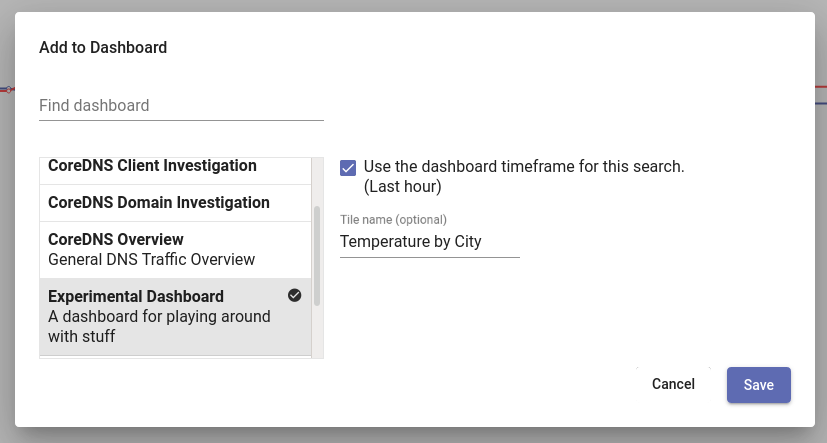 Add to Dashboard
Find dashboard
CoreDNS Client Investigation
CoreDNS Domain Investigation
CoreDNS Overview
General DNS Traffic Overview
Experimental Dashboard
A dashboard for playing around
with stuff
Use the dashboard timeframe for this search.
(Last hour)
Tile name (optional)
Temperature by City
Cancel
Save